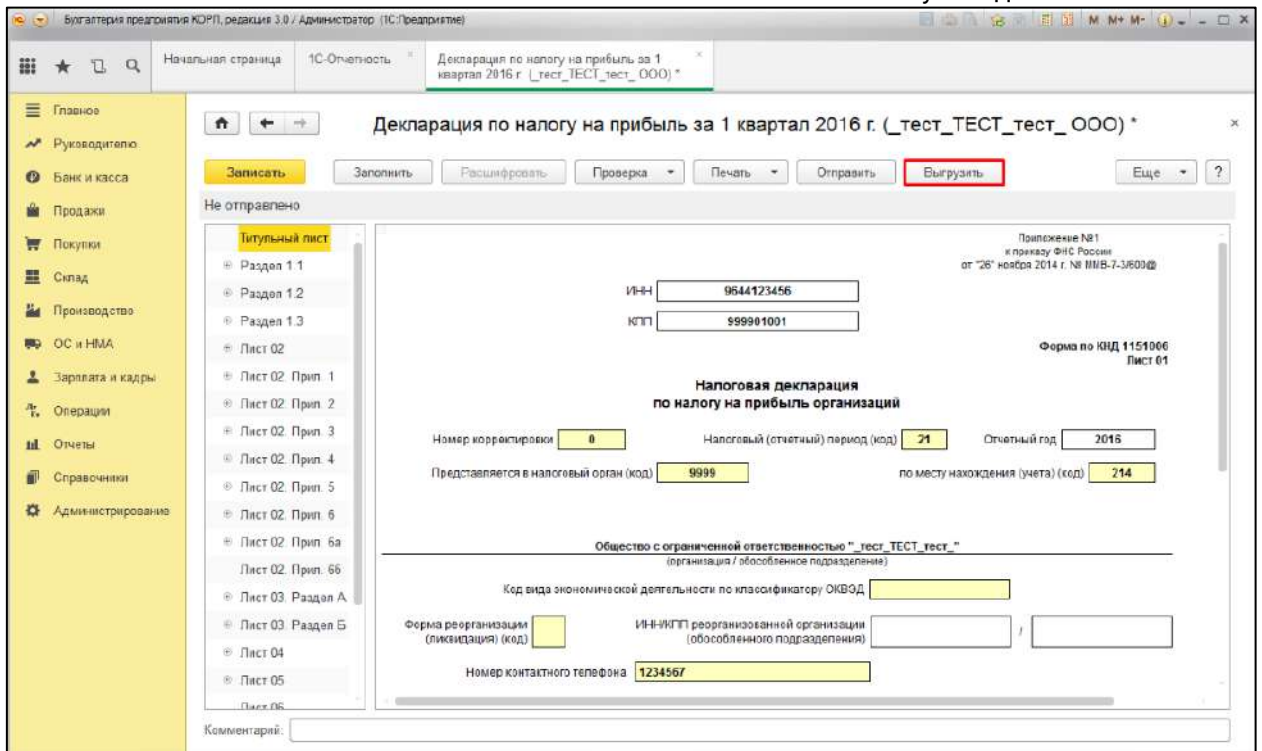 Бухгалтерия предприятия КОРП, редакция 3.0 / Администратор (1С:Предприятие)
M M+ M-
Начальная страница
1С-Отчетность
Декларация по налогу на прибыль за 1
квартал 2016 г. (_тест_ТЕСТ_тест_ ООО) *
Главное
Руководителю
Банк и касса
Продажи
Покупки
Склад
Производство
ОС и НМА
Зарплата и кадры
Операции
Отчеты
Справочники
Администрирование
Декларация по налогу на прибыль за 1 квартал 2016 г. (_тест_ТЕСТ_тест_ ООО) *
Записать Заполнить Расшифровать Проверка Печать Отправить Выгрузить Еще ?
Не отправлено
Титульный лист
Раздел 1.1
Раздел 1.2
Раздел 1.3
Лист 02
Лист 02. Прил. 1
Лист 02. Прил. 2
Лист 02. Прил. 3
Лист 02. Прил. 4
Лист 02. Прил. 5
Лист 02. Прил. 6
Лист 02. Прил. 6а
Лист 02. Прил. 6б
Лист 03. Раздел А
Лист 03. Раздел Б
Лист 04
Лист 05
Лист 06
Приложение №1
к приказу ФНС России
от "26" ноября 2014 г. № ММВ-7-3/600@
ИНН 9644123456
КПП 999901001
Форма по КНД 1151006
Лист 01
Налоговая декларация
по налогу на прибыль организаций
Номер корректировки 0 Налоговый (отчетный) период (код) 21 Отчетный год 2016
Представляется в налоговый орган (код) 9999 по месту нахождения (учета) (код) 214
Общество с ограниченной ответственностью "_тест_ТЕСТ_тест_"
(организация / обособленное подразделение)
Код вида экономической деятельности по классификатору ОКВЭД
Форма реорганизации
(ликвидация) (код)
ИНН/КПП реорганизованной организации
(обособленного подразделения)
/
Номер контактного телефона 1234567
Комментарий: